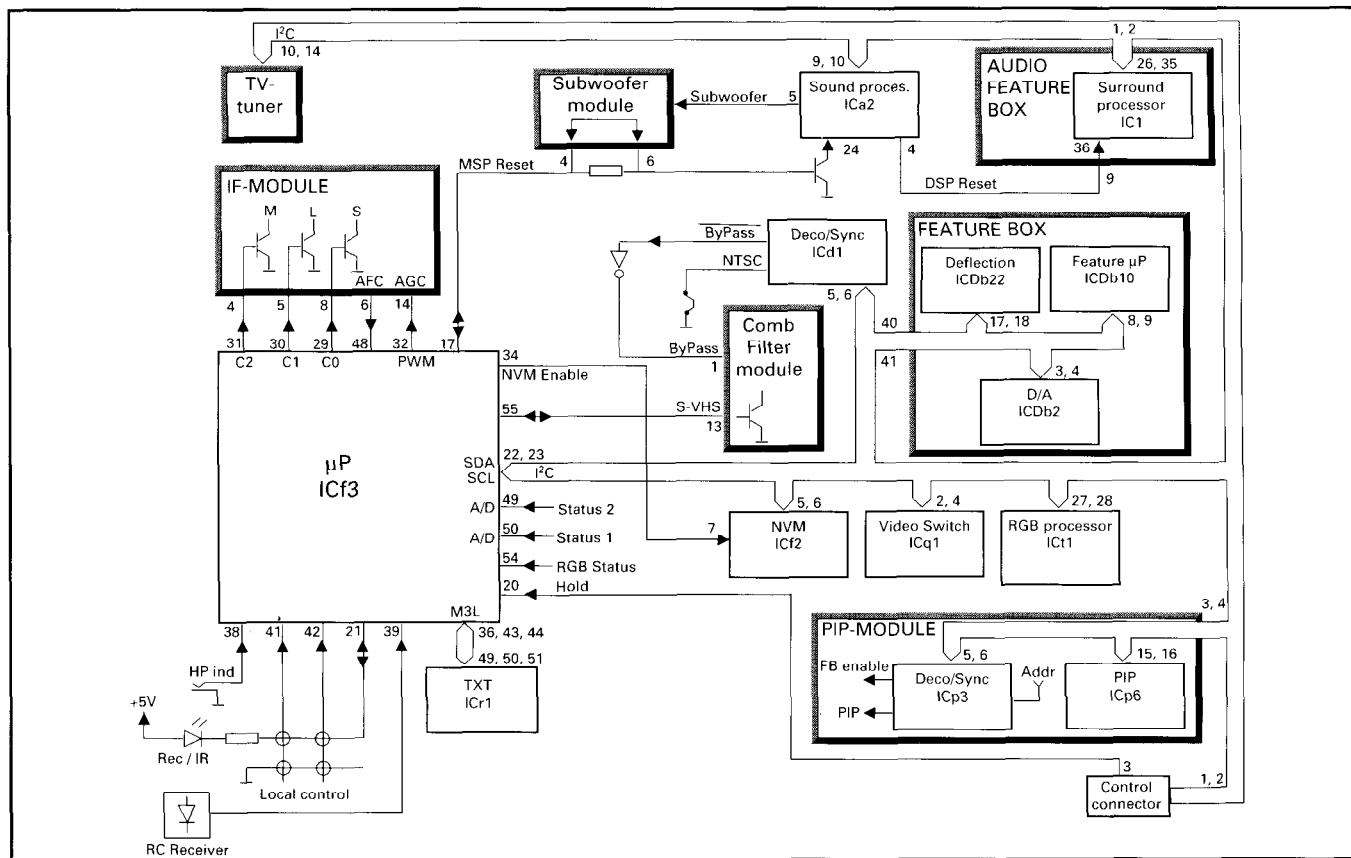 I²C
10, 14
1, 2
TV-
tuner
Subwoofer
module
4
6
Subwoofer
5
9, 10
Sound proces.
ICa2
24
4
AUDIO
FEATURE
BOX
26, 35
Surround
processor
IC1
36
9
DSP Reset
MSP Reset
IF-MODULE
M
L
S
AFC
AGC
4
5
8
6
14
31
30
29
48
32
17
C2
C1
C0
PWM
ByPass
NTSC
Deco/Sync
ICd1
5, 6
FEATURE BOX
Deflection
ICDb22
Feature µP
ICDb10
40
17, 18
8, 9
41
3, 4
D/A
ICDb2
Comb
Filter
module
ByPass
1
S-VHS
13
34
NVM Enable
55
µP
ICf3
SDA
SCL
22, 23
I²C
A/D
49
Status 2
A/D
50
Status 1
54
RGB Status
20
Hold
M3L
7
5, 6
NVM
ICf2
2, 4
Video Switch
ICq1
27, 28
RGB processor
ICt1
38
41
42
21
39
36, 43, 44
49, 50, 51
TXT
ICr1
HP ind
+5V
Rec / IR
Local control
RC Receiver
3, 4
PIP-MODULE
FB enable
PIP
5, 6
Deco/Sync
ICp3
Addr
15, 16
PIP
ICp6
3
1, 2
Control
connector